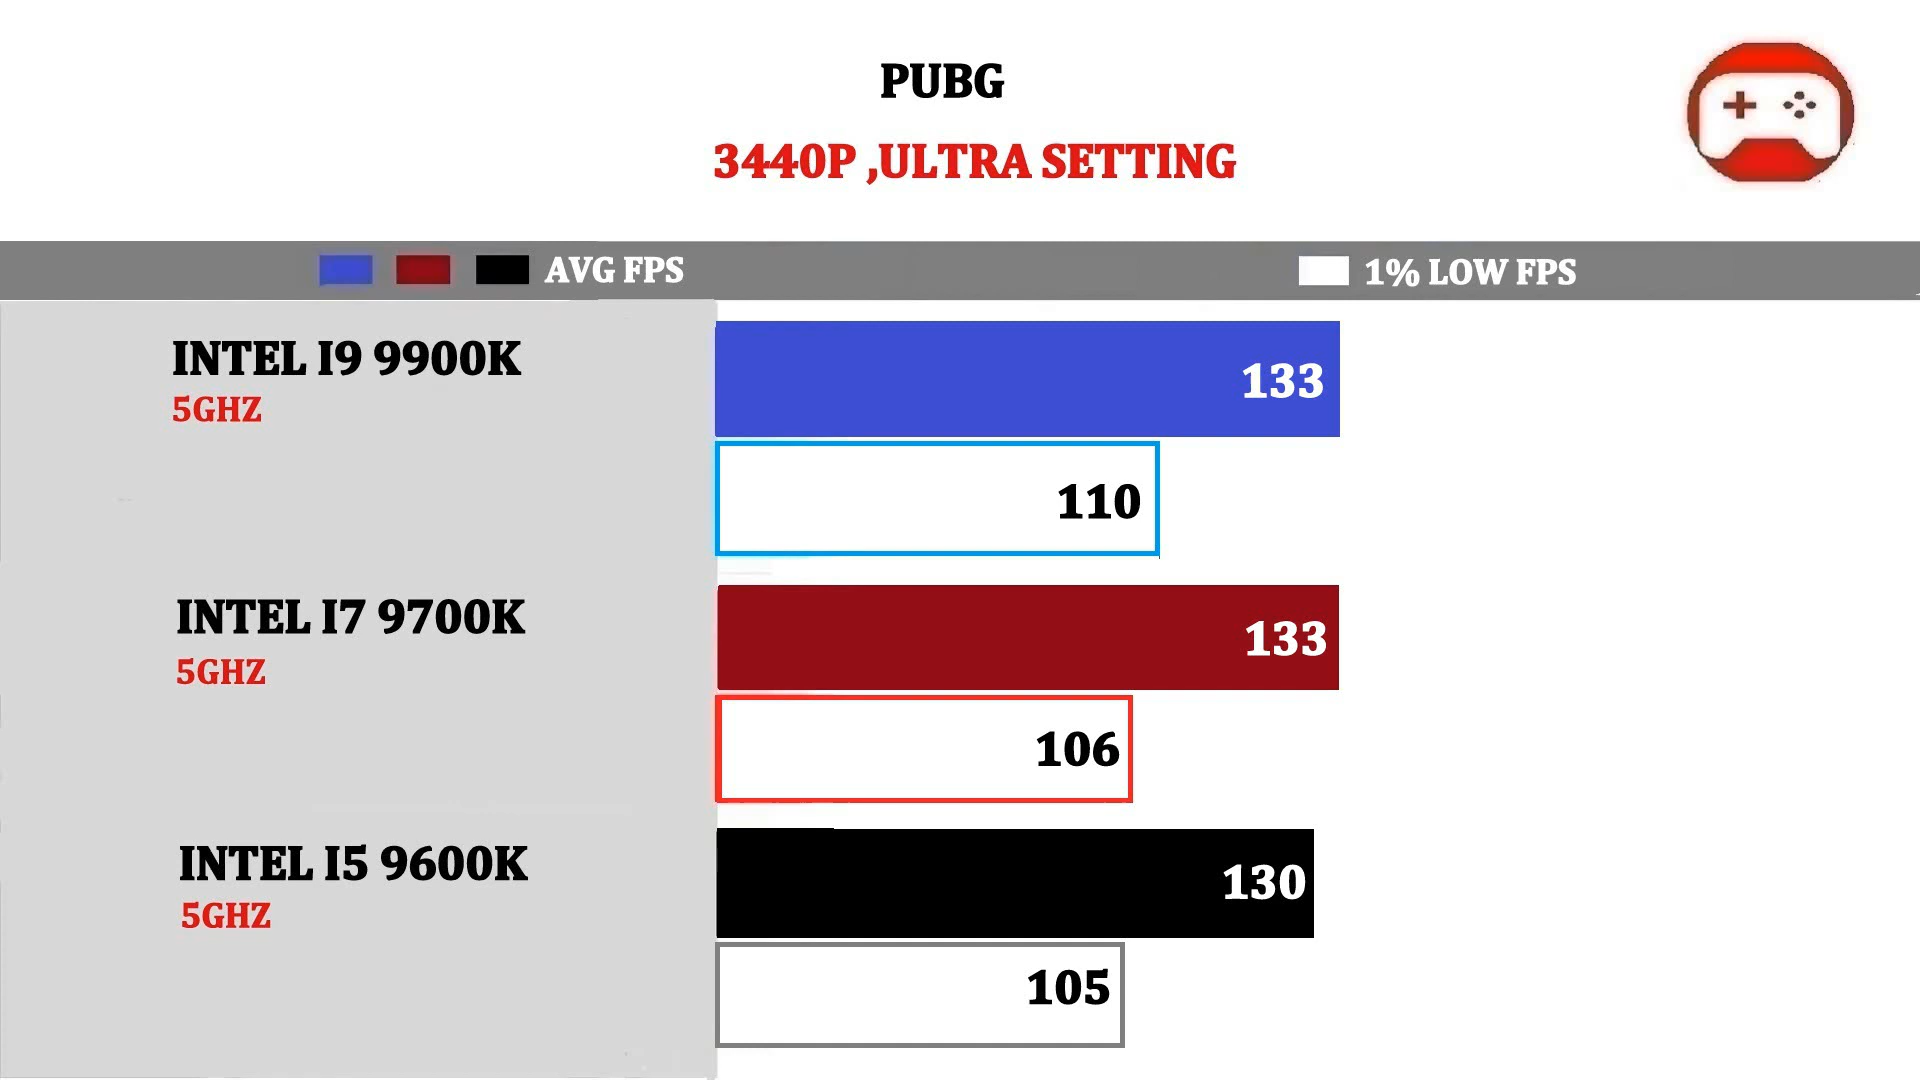 PUBG
3440P ,ULTRA SETTING
AVG FPS
1% LOW FPS
INTEL I9 9900K
5GHZ
133
110
INTEL I7 9700K
5GHZ
133
106
INTEL I5 9600K
5GHZ
130
105